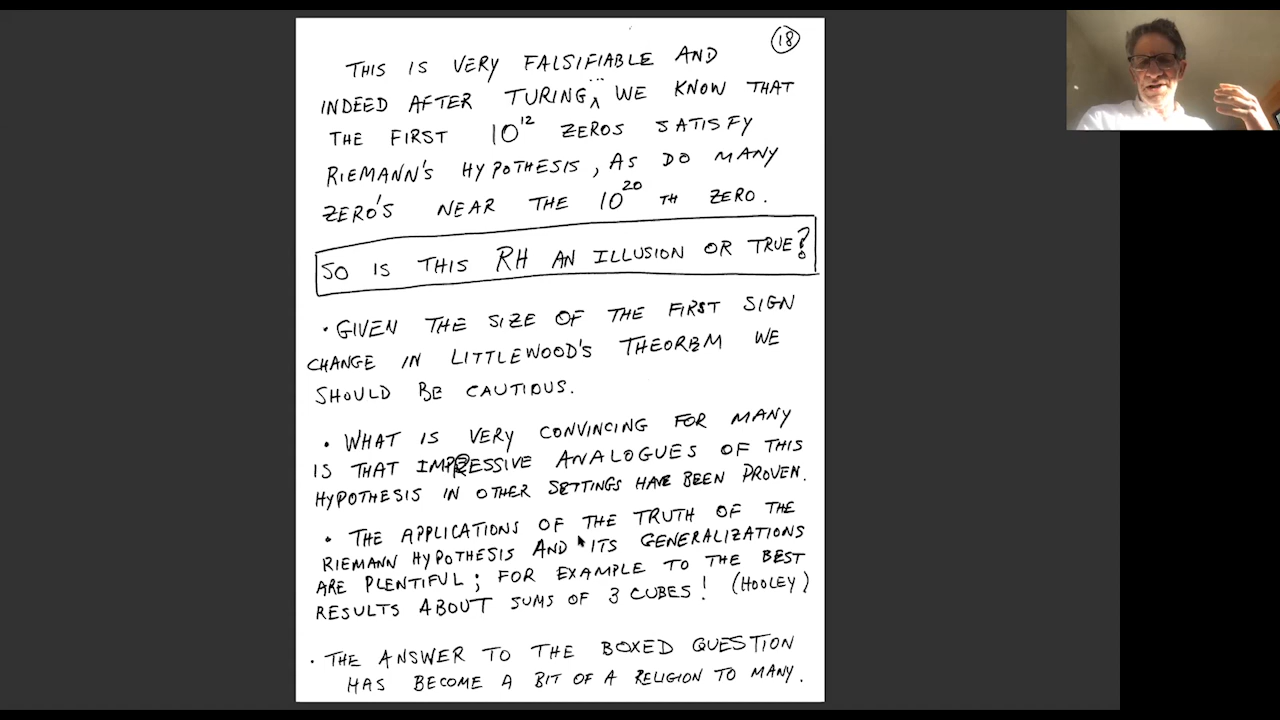 18
THIS IS VERY FALSIFIABLE AND
INDEED AFTER TURING,... WE KNOW THAT
THE FIRST 10^12 ZEROS SATISFY
RIEMANN'S HYPOTHESIS, AS DO MANY
ZERO'S NEAR THE 10^20 TH ZERO.
SO IS THIS RH AN ILLUSION OR TRUE?
• GIVEN THE SIZE OF THE FIRST SIGN
CHANGE IN LITTLEWOOD'S THEOREM WE
SHOULD BE CAUTIOUS.
• WHAT IS VERY CONVINCING FOR MANY
IS THAT IMPRESSIVE ANALOGUES OF THIS
HYPOTHESIS IN OTHER SETTINGS HAVE BEEN PROVEN.
• THE APPLICATIONS OF THE TRUTH OF THE
RIEMANN HYPOTHESIS AND ITS GENERALIZATIONS
ARE PLENTIFUL; FOR EXAMPLE TO THE BEST
RESULTS ABOUT SUMS OF 3 CUBES! (HOOLEY)
• THE ANSWER TO THE BOXED QUESTION
HAS BECOME A BIT OF A RELIGION TO MANY.